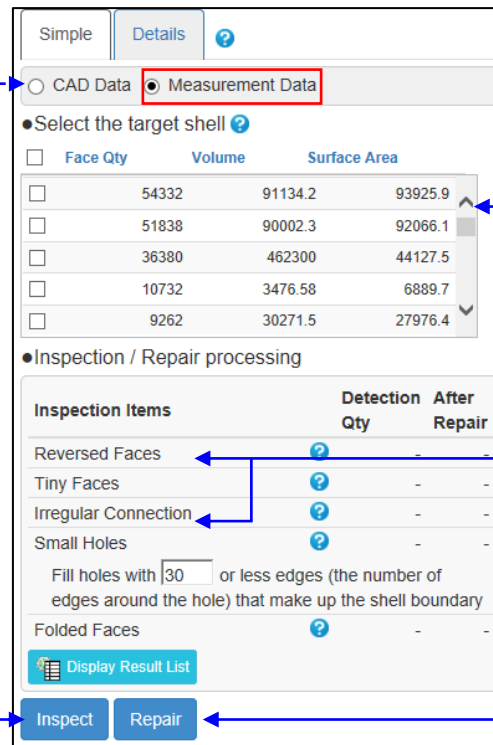 Simple Details ?
CAD Data Measurement Data
●Select the target shell ?
Face Qty Volume Surface Area
54332 91134.2 93925.9
51838 90002.3 92066.1
36380 462300 44127.5
10732 3476.58 6889.7
9262 30271.5 27976.4
●Inspection / Repair processing
Inspection Items Detection Qty After Repair
Reversed Faces ? - -
Tiny Faces ? - -
Irregular Connection ? - -
Small Holes ? - -
Fill holes with 30 or less edges (the number of
edges around the hole) that make up the shell boundary
Folded Faces ? - -
Display Result List
Inspect Repair